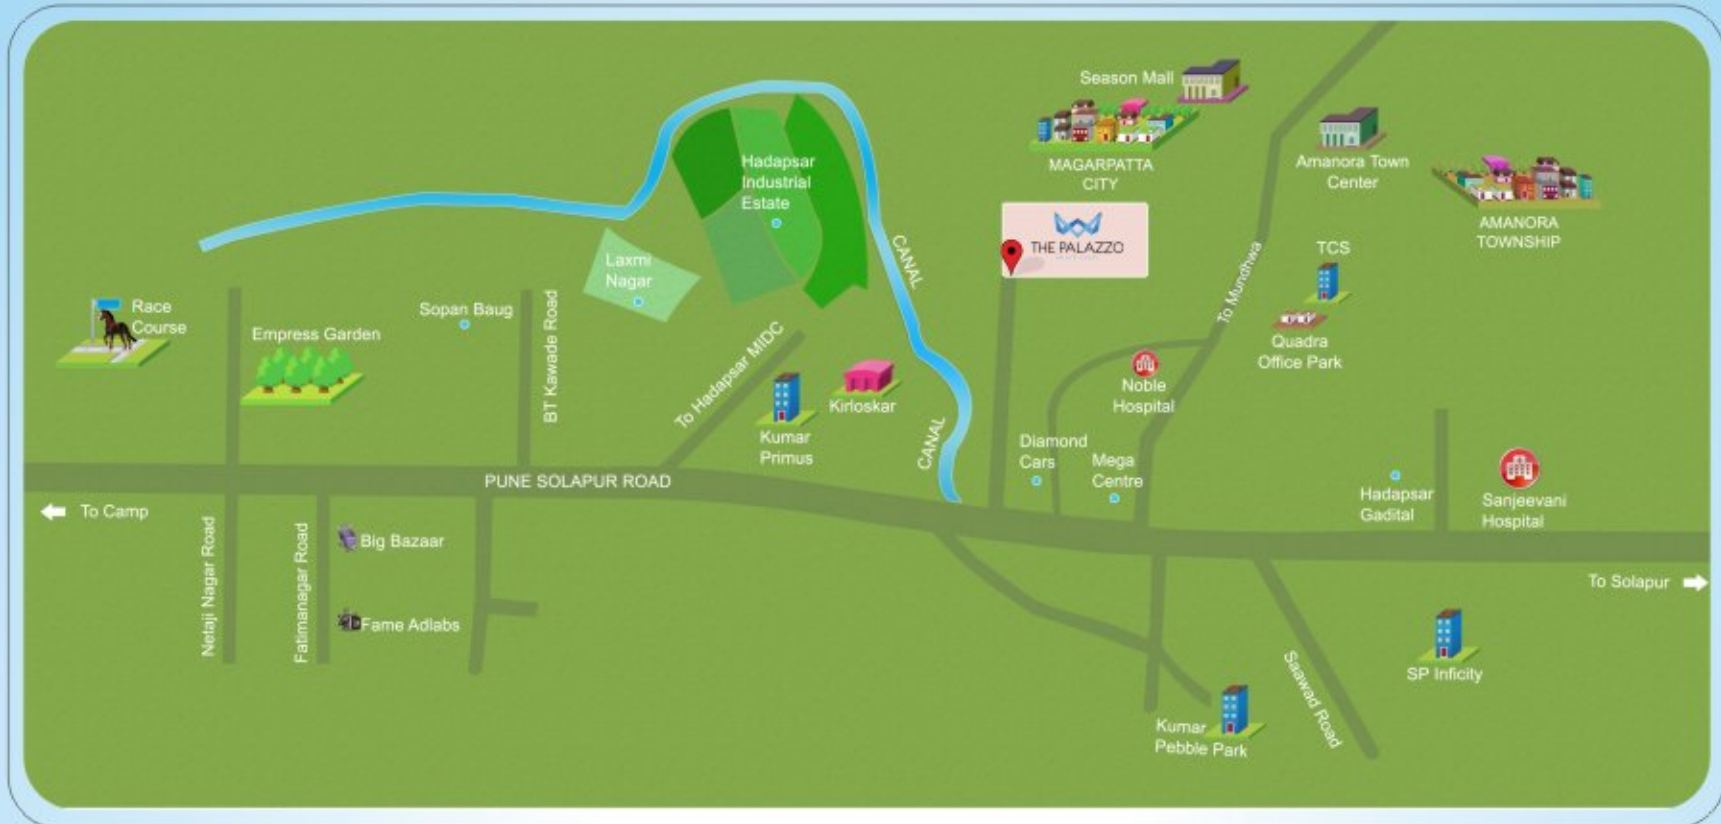 Season Mall
MAGARPATTA
CITY
Amanora Town
Center
AMANORA
TOWNSHIP
Hadapsar
Industrial
Estate
THE PALAZZO
CANAL
To Mundhwa
TCS
Quadra
Office Park
Laxmi
Nagar
Race
Course
Empress Garden
Sopan Baug
BT Kawade Road
To Hadapsar MIDC
Kumar
Primus
Kirloskar
CANAL
Noble
Hospital
Diamond
Cars
Mega
Centre
Hadapsar
Gadital
Sanjeevani
Hospital
PUNE SOLAPUR ROAD
To Camp
Netaji Nagar Road
Fatimanagar Road
Big Bazaar
Fame Adlabs
To Solapur
SP Inficity
Saawad Road
Kumar
Pebble Park